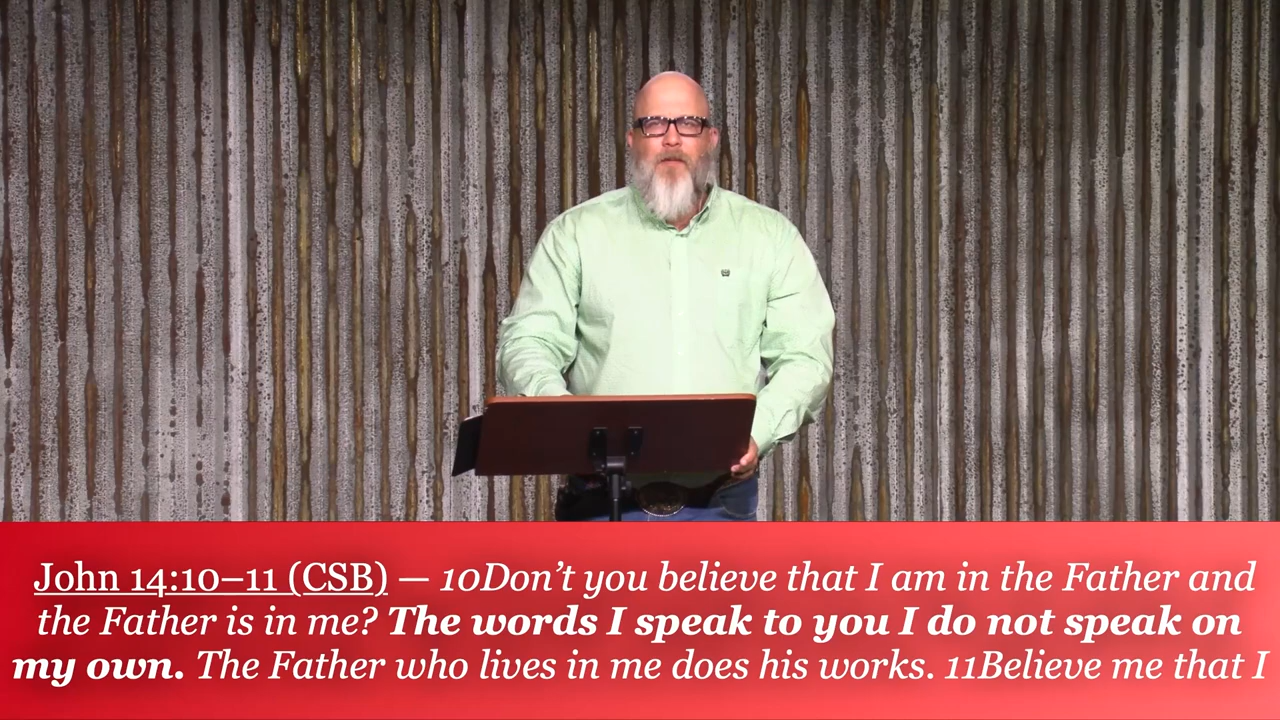 John 14:10–11 (CSB) — 10Don’t you believe that I am in the Father and
the Father is in me? The words I speak to you I do not speak on
my own. The Father who lives in me does his works. 11Believe me that I